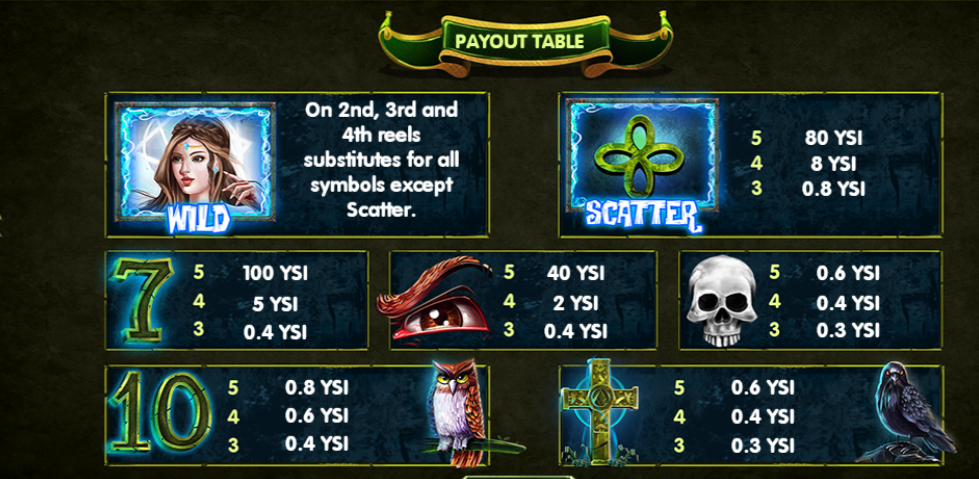 PAYOUT TABLE
On 2nd, 3rd and
4th reels
substitutes for all
symbols except
Scatter.
WILD
5 80 YSI
4 8 YSI
3 0.8 YSI
SCATTER
7
5 100 YSI
4 5 YSI
3 0.4 YSI
5 40 YSI
4 2 YSI
3 0.4 YSI
5 0.6 YSI
4 0.4 YSI
3 0.3 YSI
10
5 0.8 YSI
4 0.6 YSI
3 0.4 YSI
5 0.6 YSI
4 0.4 YSI
3 0.3 YSI